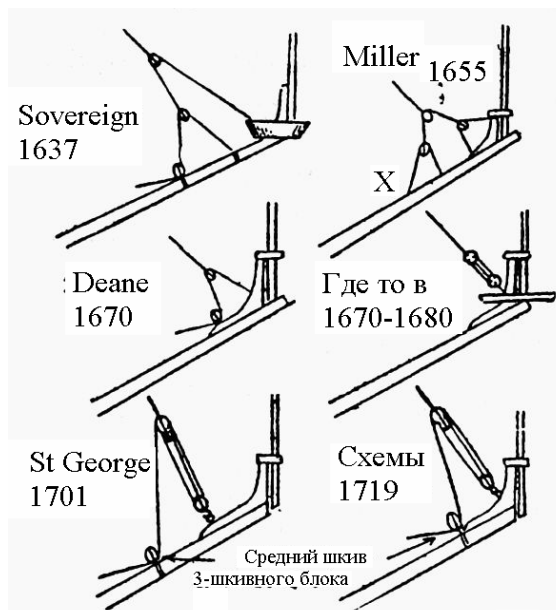 Sovereign
1637
Miller
1655
X
Deane
1670
Где то в
1670-1680
St George
1701
Схемы
1719
Средний шкив
3-шкивного блока